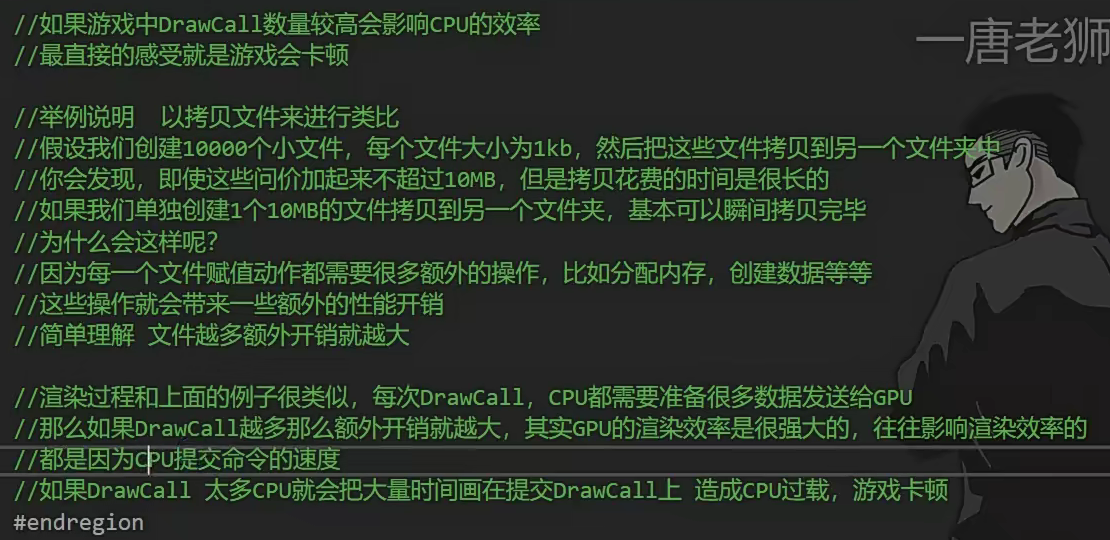 //如果游戏中DrawCall数量较高会影响CPU的效率
//最直接的感受就是游戏会卡顿
一唐老狮
//举例说明  以拷贝文件来进行类比
//假设我们创建10000个小文件，每个文件大小为1kb，然后把这些文件拷贝到另一个文件夹中
//你会发现，即使这些问价加起来不超过10MB，但是拷贝花费的时间是很长的
//如果我们单独创建1个10MB的文件拷贝到另一个文件夹，基本可以瞬间拷贝完毕
//为什么会这样呢？
//因为每一个文件赋值动作都需要很多额外的操作，比如分配内存，创建数据等等
//这些操作就会带来一些额外的性能开销
//简单理解 文件越多额外开销就越大
//渲染过程和上面的例子很类似，每次DrawCall，CPU都需要准备很多数据发送给GPU
//那么如果DrawCall越多那么额外开销就越大，其实GPU的渲染效率是很强大的，往往影响渲染效率的
//都是因为CPU提交命令的速度
//如果DrawCall 太多CPU就会把大量时间画在提交DrawCall上 造成CPU过载，游戏卡顿
#endregion